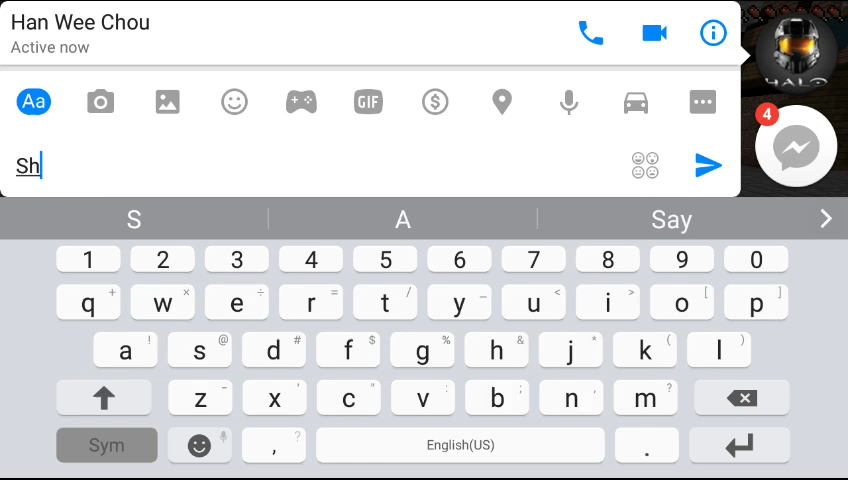 Han Wee Chou
Active now
HALO
Aa
GIF
$
4
Sh
S A Say
1 2 3 4 5 6 7 8 9 0
q + w × e ÷ r = t / y _ u < i > o [ p ]
a ! s @ d # f $ g % h & j * k ( l )
z - x ' c " v : b ; n , m ?
Sym , ? English(US) .